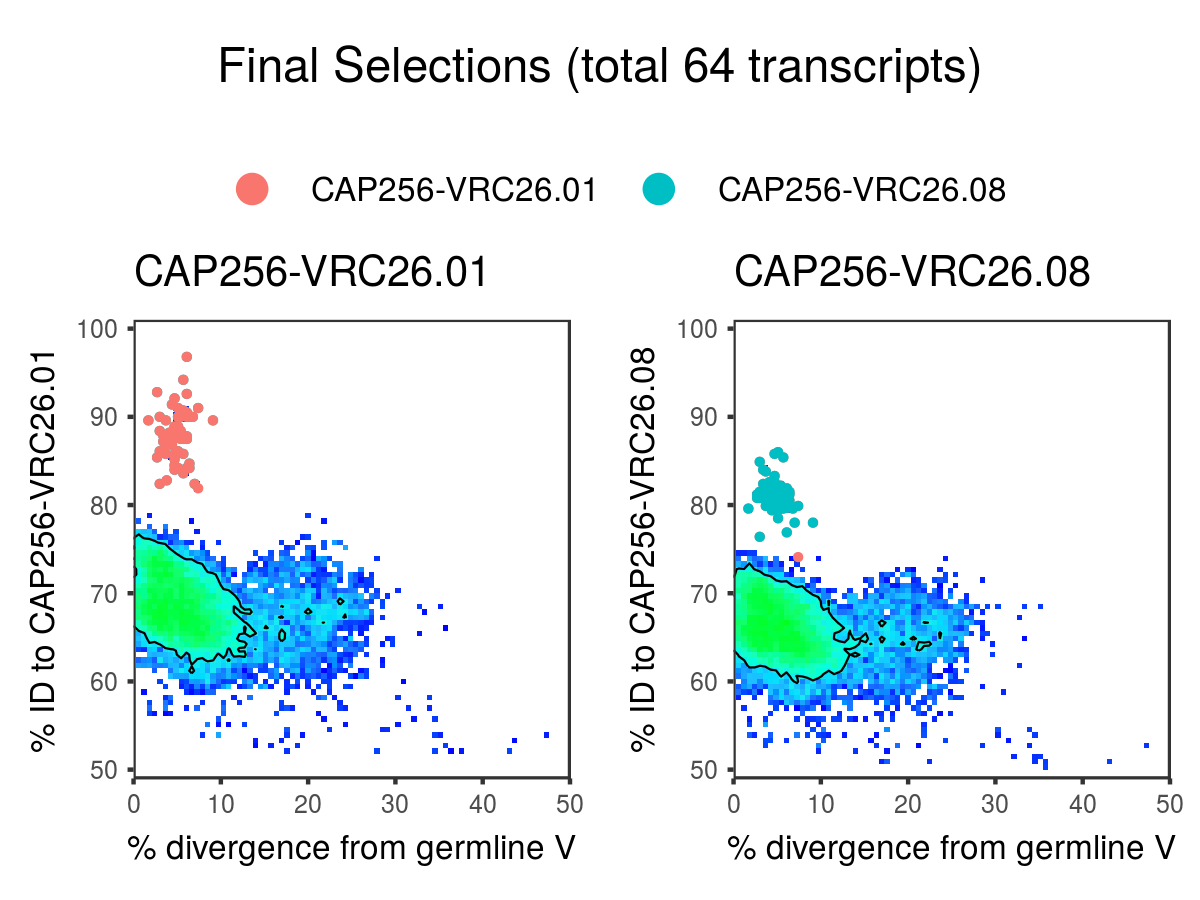 Final Selections (total 64 transcripts)
CAP256-VRC26.01 CAP256-VRC26.08
CAP256-VRC26.01
% ID to CAP256-VRC26.01
100
90
80
70
60
50
0 10 20 30 40 50
% divergence from germline V
CAP256-VRC26.08
% ID to CAP256-VRC26.08
100
90
80
70
60
50
0 10 20 30 40 50
% divergence from germline V